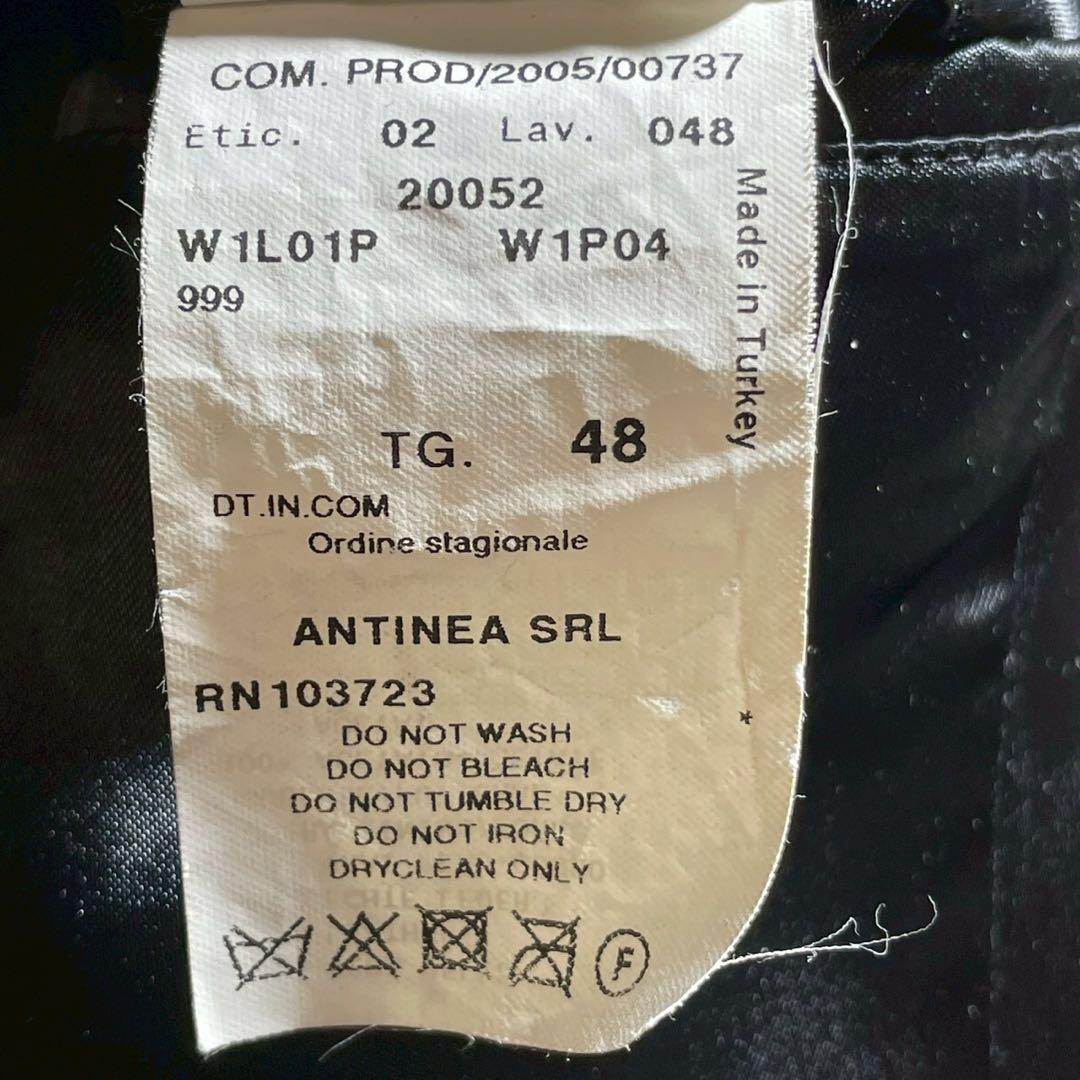 COM. PROD/2005/00737
Etic. 02 Lav. 048
20052
W1L01P W1P04
999
Made in Turkey
TG. 48
DT.IN.COM
Ordine stagionale
ANTINEA SRL
RN103723
*
DO NOT WASH
DO NOT BLEACH
DO NOT TUMBLE DRY
DO NOT IRON
DRYCLEAN ONLY
F